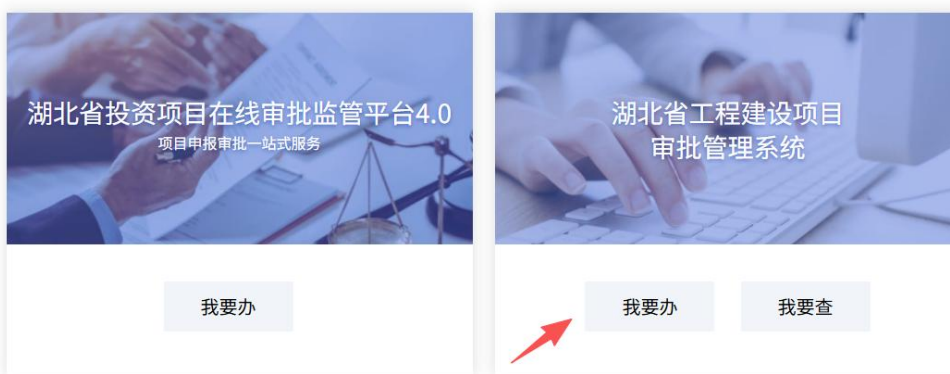 湖北省投资项目在线审批监管平台4.0
项目申报审批一站式服务
我要办
湖北省工程建设项目
审批管理系统
我要办
我要查